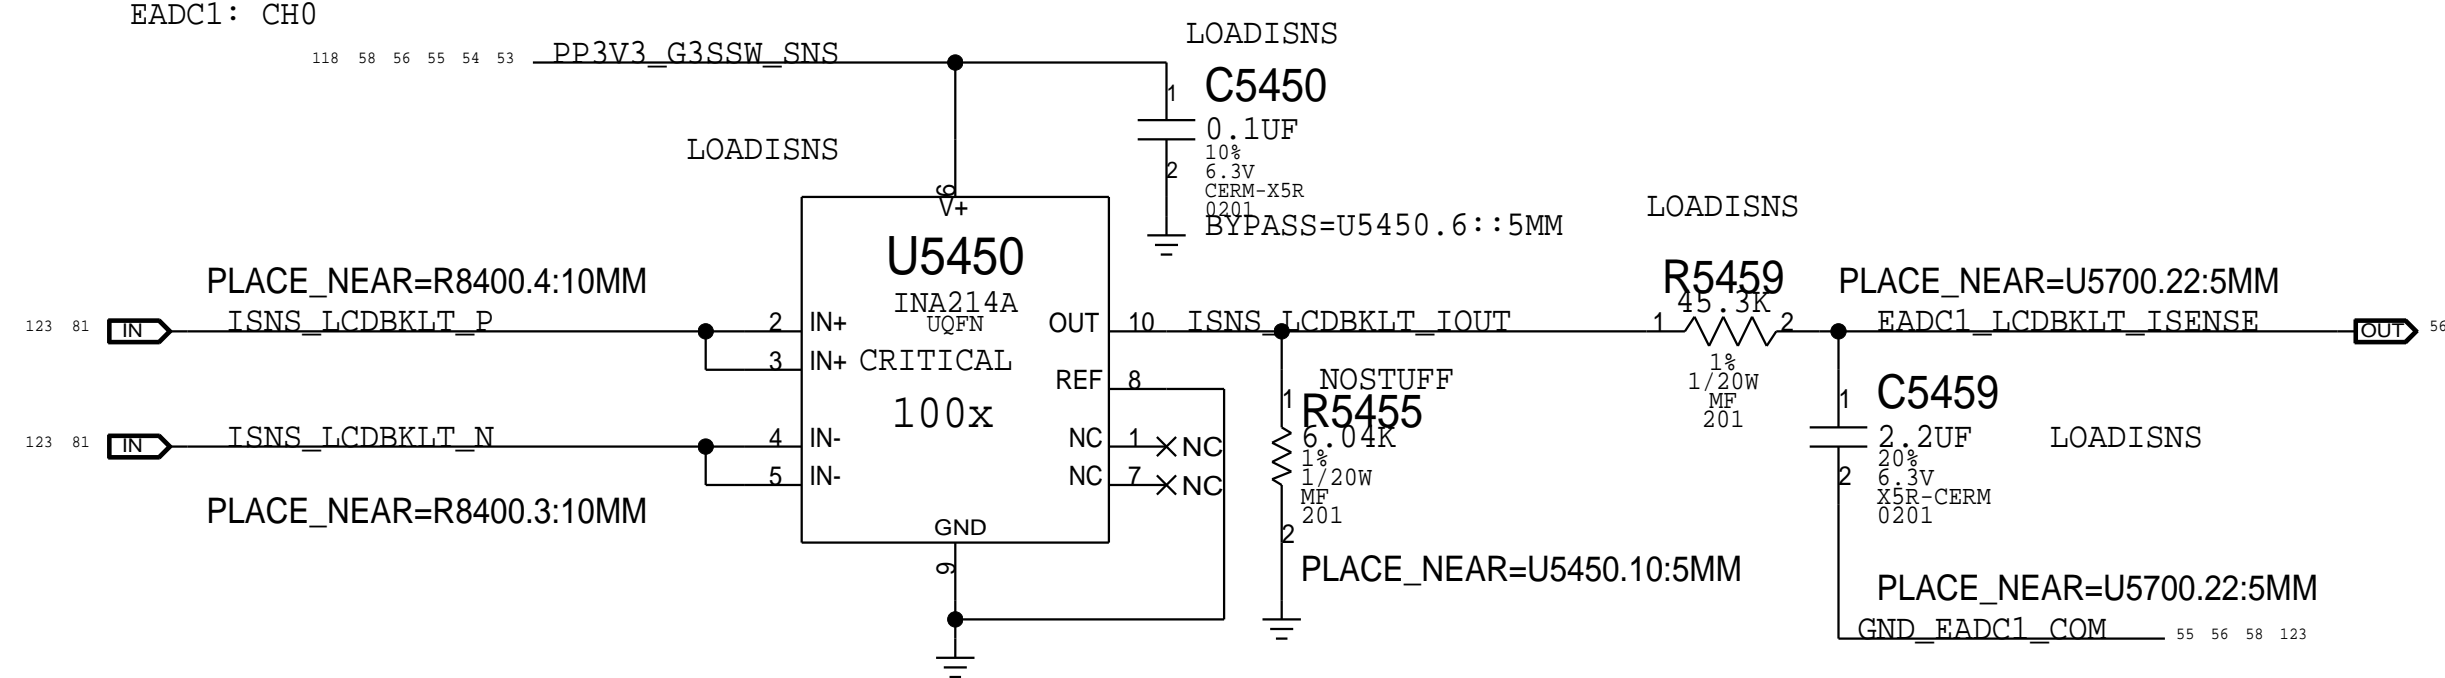 EADC1: CH0
118 58 56 55 54 53
PP3V3_G3SSW_SNS
LOADISNS
1
C5450
0.1UF
10%
6.3V
CERM-X5R
0201
2
BYPASS=U5450.6::5MM
LOADISNS
6
V+
U5450
INA214A
UQFN
CRITICAL
100x
PLACE_NEAR=R8400.4:10MM
123 81
IN
ISNS_LCDBKLT_P
2
IN+
3
IN+
123 81
IN
ISNS_LCDBKLT_N
4
IN-
5
IN-
PLACE_NEAR=R8400.3:10MM
OUT
10
ISNS_LCDBKLT_IOUT
REF
8
NC
1
NC
NC
7
NC
GND
9
NOSTUFF
1
R5455
6.04K
1%
1/20W
MF
201
2
PLACE_NEAR=U5450.10:5MM
LOADISNS
R5459
45.3K
1
2
1%
1/20W
MF
201
PLACE_NEAR=U5700.22:5MM
EADC1_LCDBKLT_ISENSE
OUT
56
1
C5459
2.2UF
20%
6.3V
X5R-CERM
0201
2
LOADISNS
PLACE_NEAR=U5700.22:5MM
GND_EADC1_COM
55 56 58 123